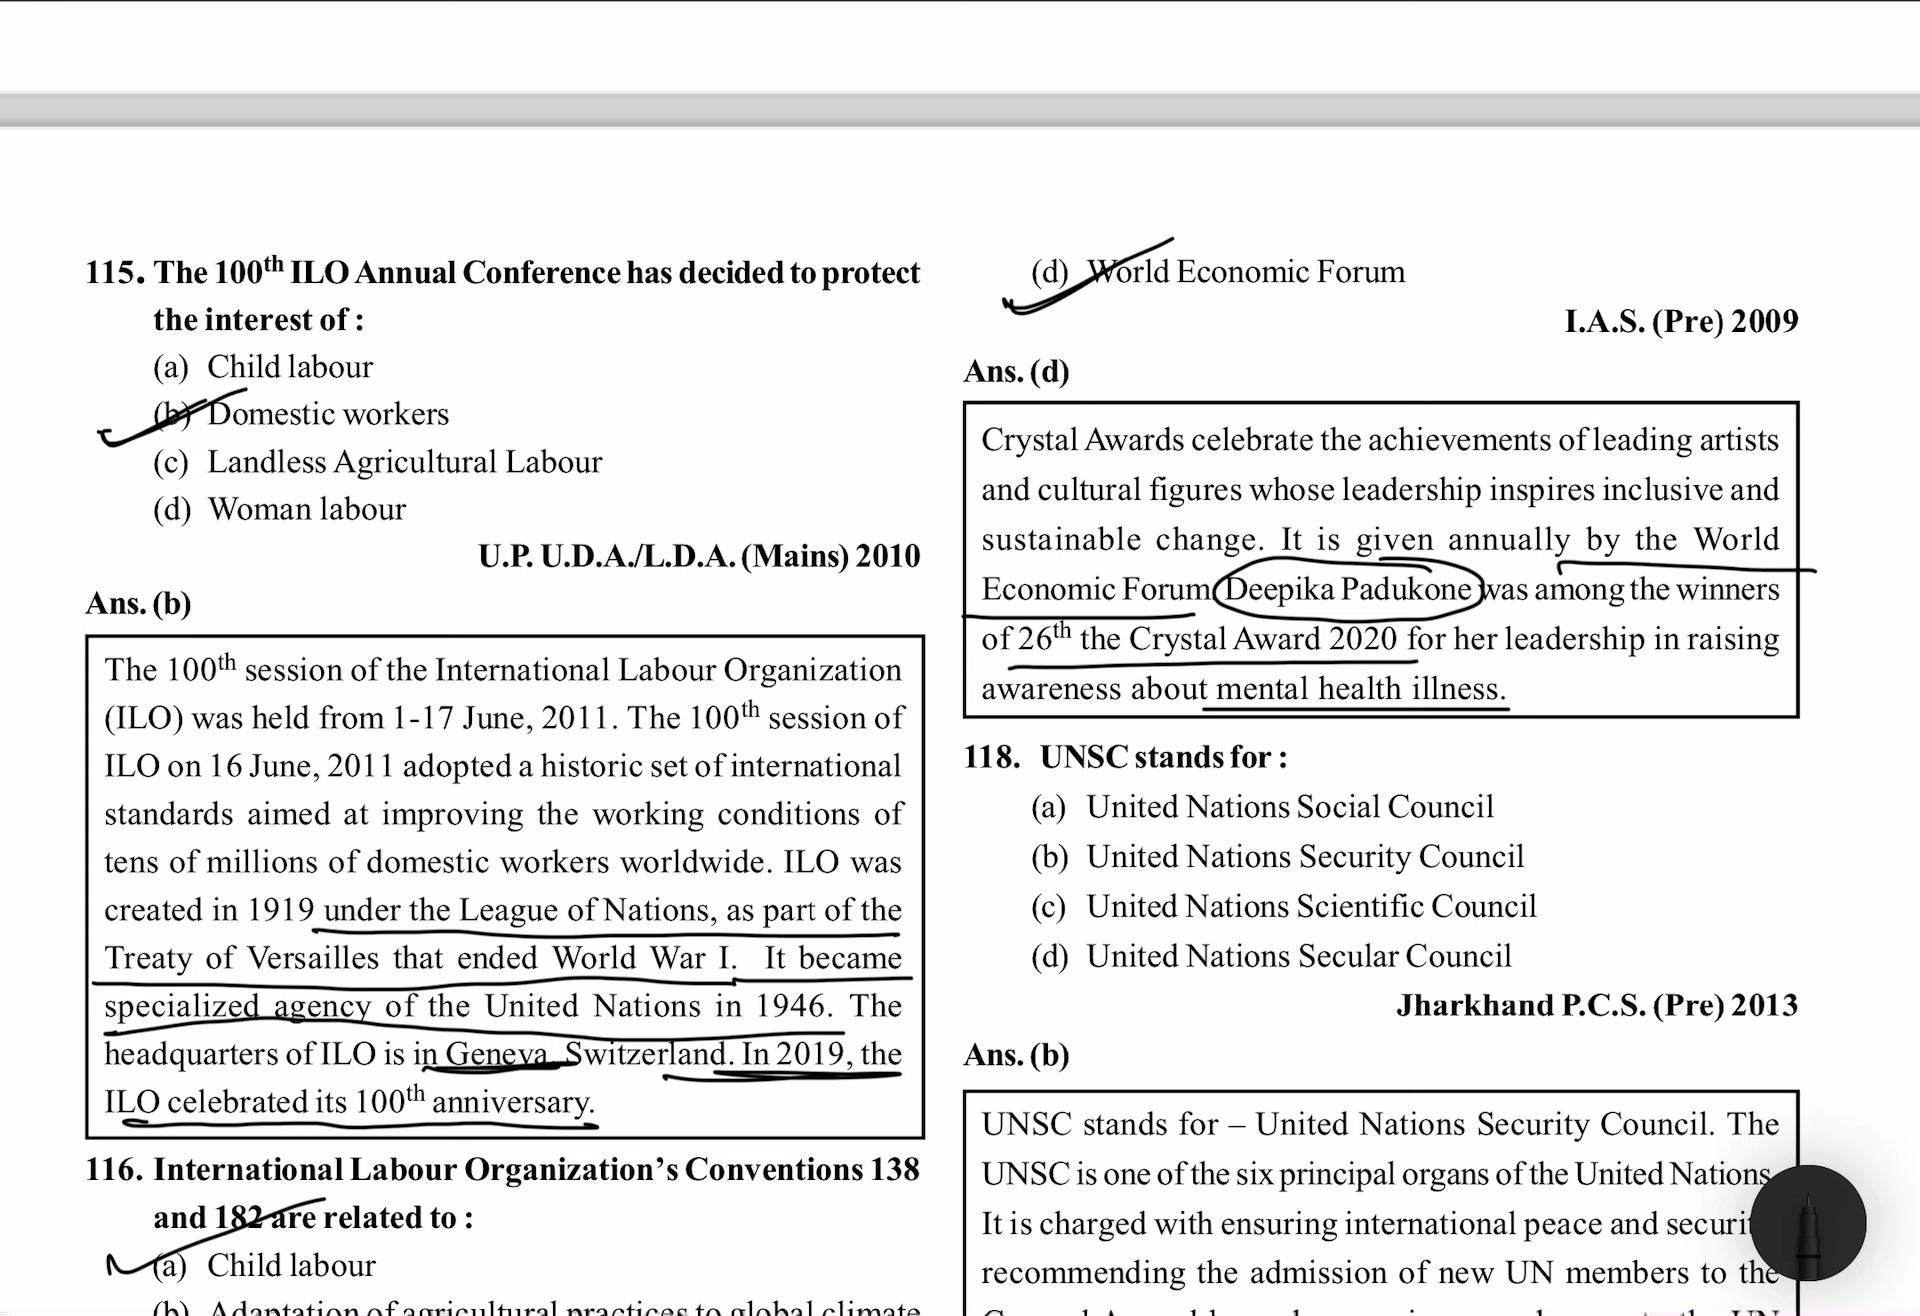 115. The 100th ILO Annual Conference has decided to protect
the interest of :
(a) Child labour
(b) Domestic workers
(c) Landless Agricultural Labour
(d) Woman labour
U.P. U.D.A./L.D.A. (Mains) 2010
Ans. (b)
The 100th session of the International Labour Organization
(ILO) was held from 1-17 June, 2011. The 100th session of
ILO on 16 June, 2011 adopted a historic set of international
standards aimed at improving the working conditions of
tens of millions of domestic workers worldwide. ILO was
created in 1919 under the League of Nations, as part of the
Treaty of Versailles that ended World War I. It became
specialized agency of the United Nations in 1946. The
headquarters of ILO is in Geneva, Switzerland. In 2019, the
ILO celebrated its 100th anniversary.
116. International Labour Organization’s Conventions 138
and 182 are related to :
(a) Child labour
(b) Adaptation of agricultural practices to global climate
(d) World Economic Forum
I.A.S. (Pre) 2009
Ans. (d)
Crystal Awards celebrate the achievements of leading artists
and cultural figures whose leadership inspires inclusive and
sustainable change. It is given annually by the World
Economic Forum Deepika Padukone was among the winners
of 26th the Crystal Award 2020 for her leadership in raising
awareness about mental health illness.
118. UNSC stands for :
(a) United Nations Social Council
(b) United Nations Security Council
(c) United Nations Scientific Council
(d) United Nations Secular Council
Jharkhand P.C.S. (Pre) 2013
Ans. (b)
UNSC stands for – United Nations Security Council. The
UNSC is one of the six principal organs of the United Nations
It is charged with ensuring international peace and
recommending the admission of new UN members to the